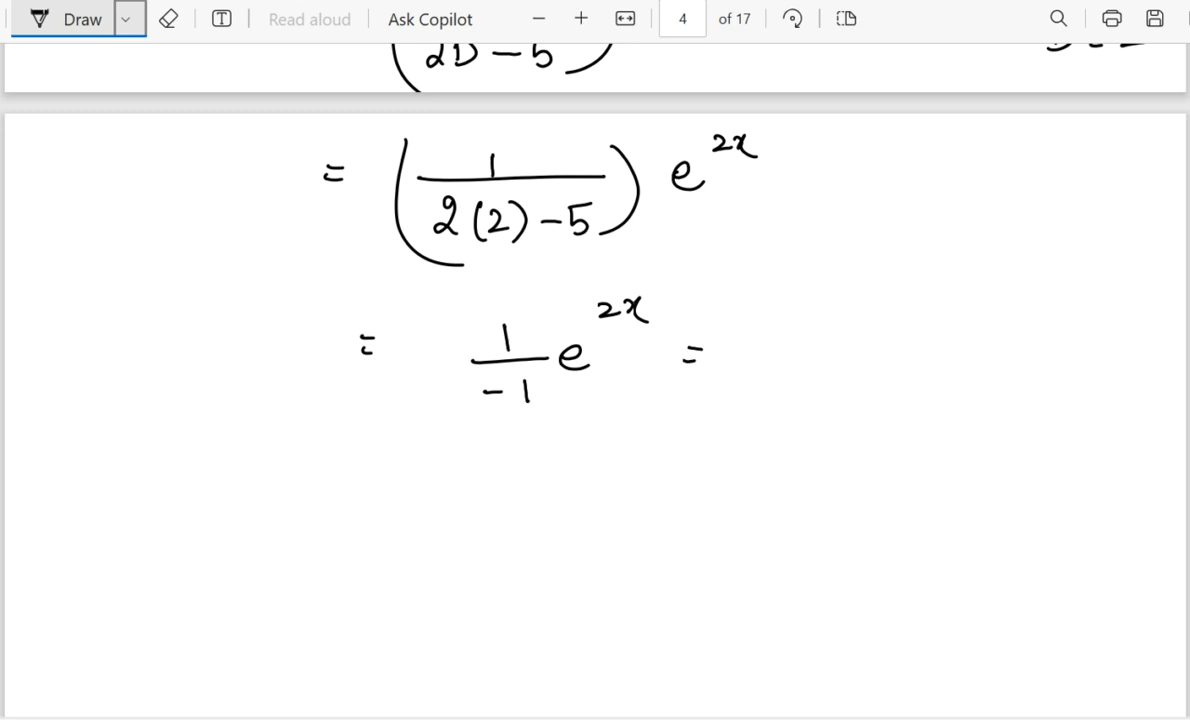 Draw Read aloud Ask Copilot − + 4 of 17
(2D - 5)
= (1 / (2(2) - 5)) e^{2x}
= 1/-1 e^{2x} =